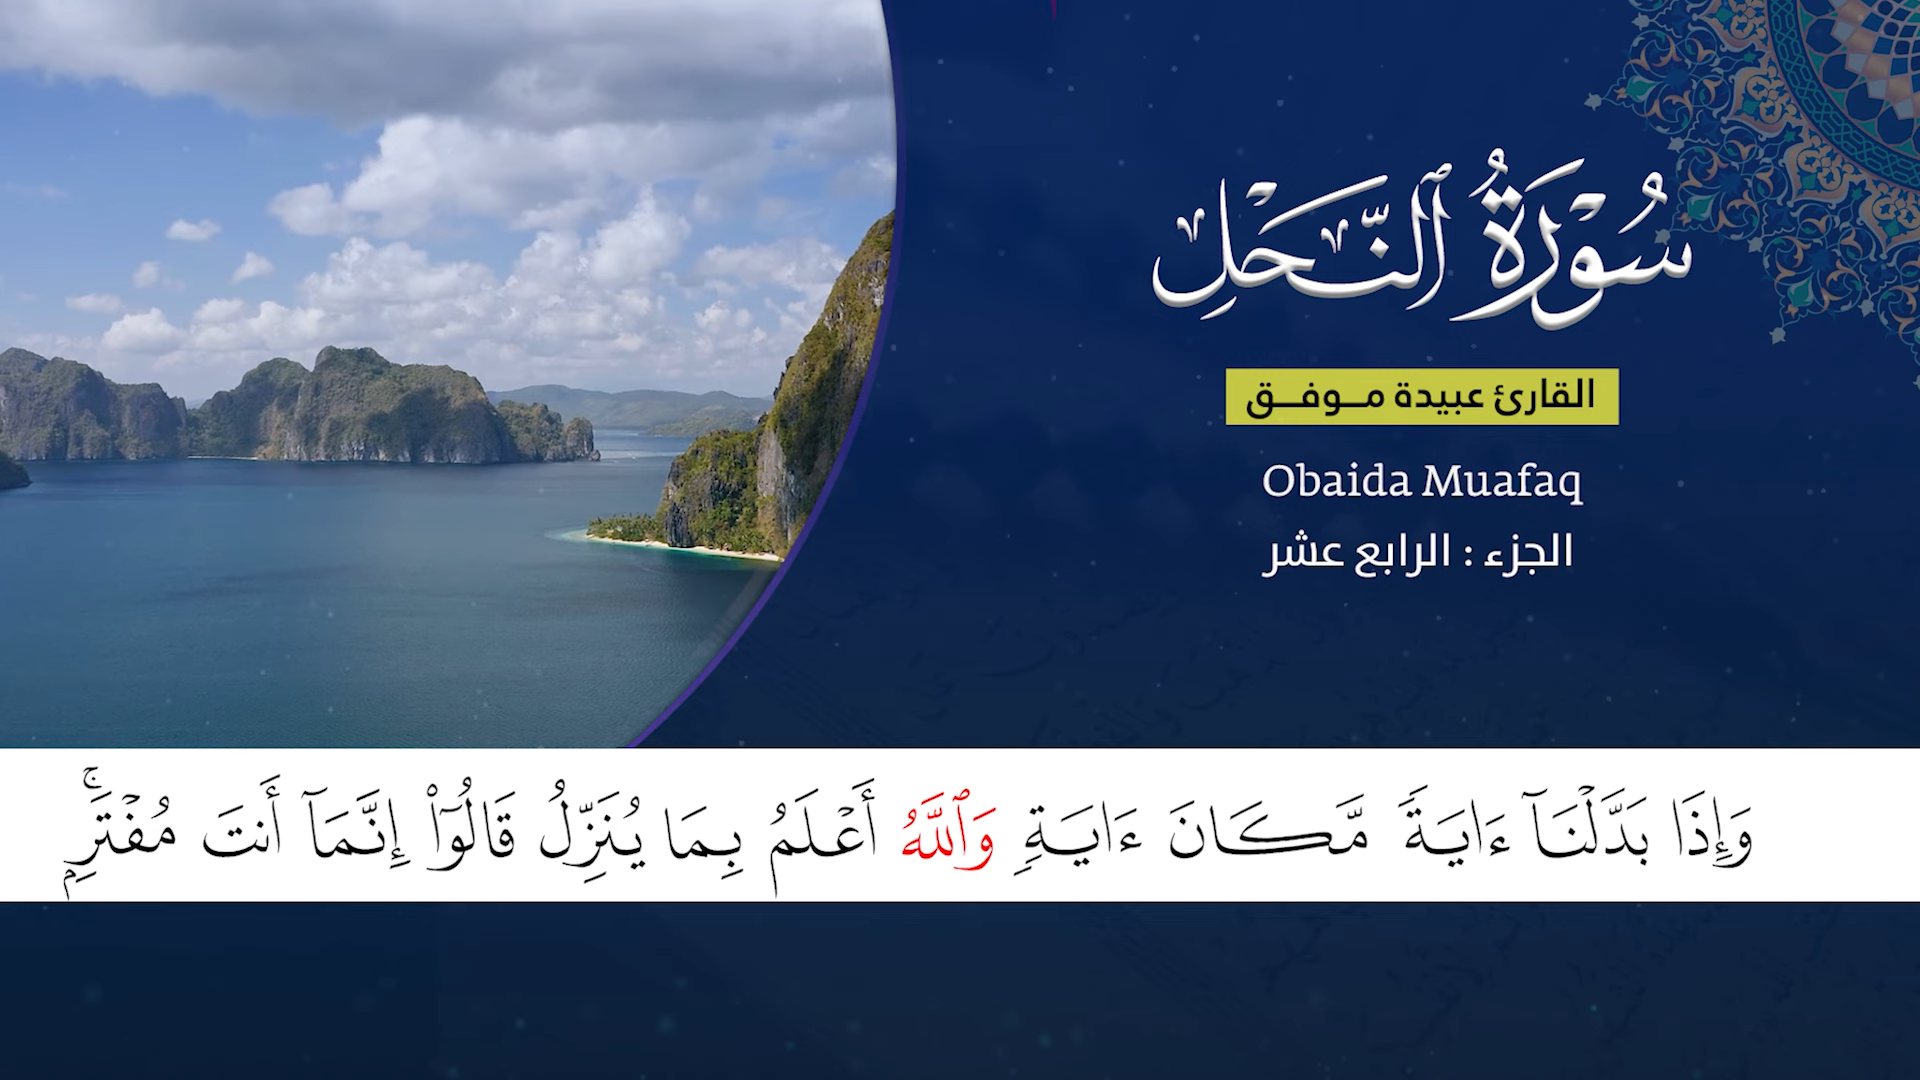 سُورَةُ ٱلنَّحۡلِ
القارئ عبيدة موفق
Obaida Muafaq
الجزء : الرابع عشر
وَإِذَا بَدَّلۡنَآ ءَايَةٗ مَّكَانَ ءَايَةٖ وَٱللَّهُ أَعۡلَمُ بِمَا يُنَزِّلُ قَالُوٓاْ إِنَّمَآ أَنتَ مُفۡتَرِۭۚ